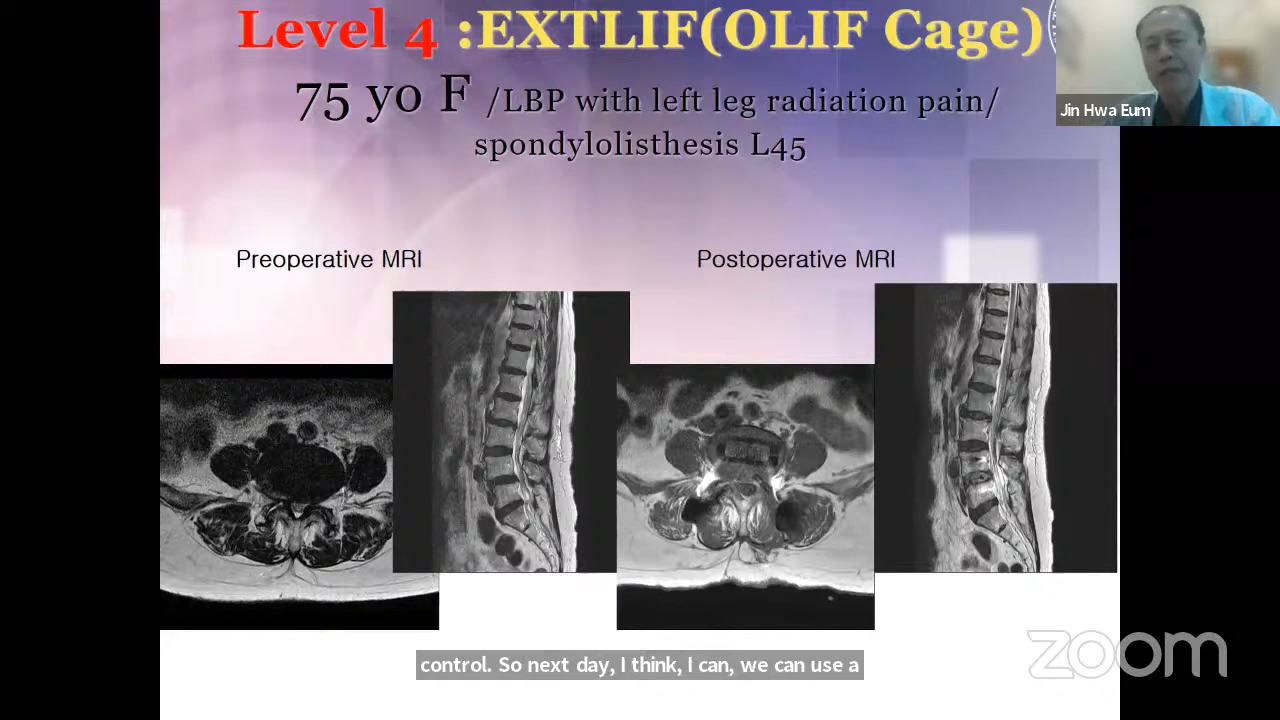 Level 4 :EXTLIF(OLIF Cage)
75 yo F /LBP with left leg radiation pain/
spondylolisthesis L45
Jin Hwa Eum
Preoperative MRI
Postoperative MRI
control. So next day, I think, I can, we can use a
zoom